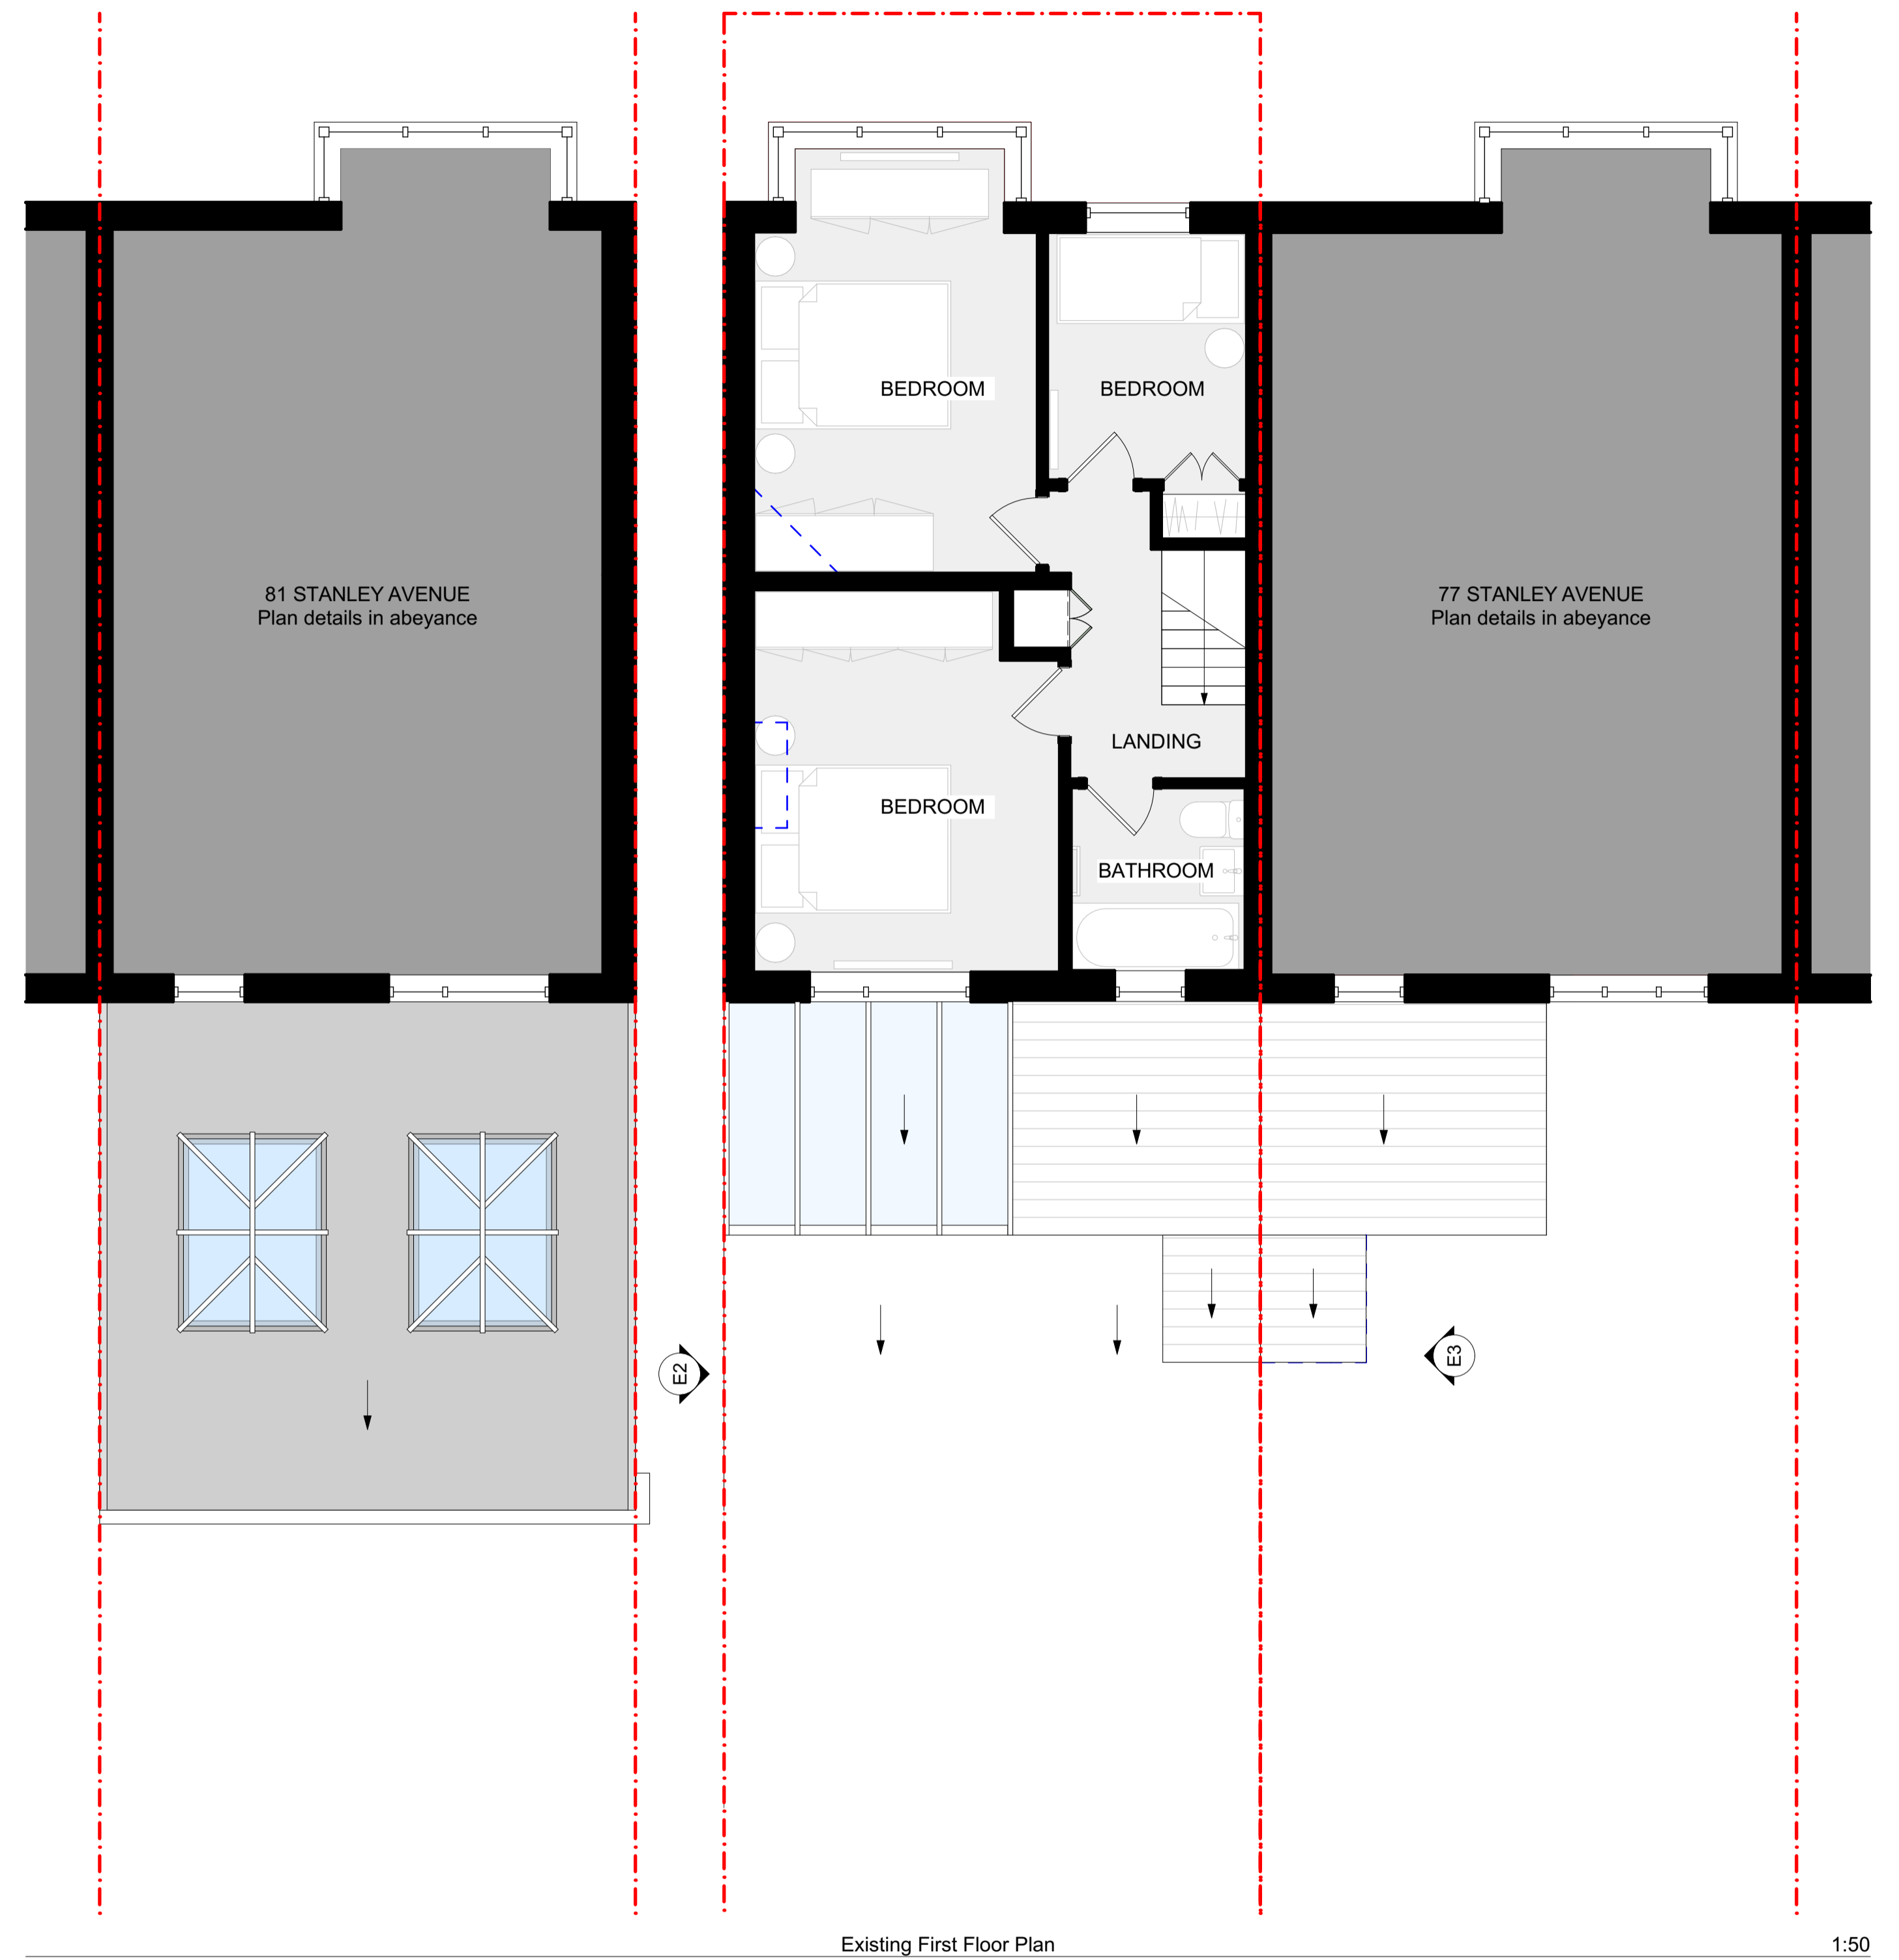 BEDROOM
BEDROOM
81 STANLEY AVENUE
Plan details in abeyance
77 STANLEY AVENUE
Plan details in abeyance
LANDING
BEDROOM
BATHROOM
E2
E3
Existing First Floor Plan
1:50